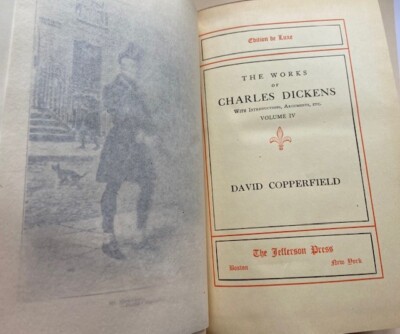 Edition de Luxe
THE WORKS
OF
CHARLES DICKENS
WITH INTRODUCTIONS, ARGUMENTS, ETC.
VOLUME IV
DAVID COPPERFIELD
The Jefferson Press
Boston New York